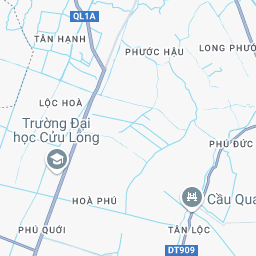 QL1A
TÂN HẠNH
PHƯỚC HẬU
LONG PHƯỚ
LỘC HOÀ
Trường Đại
học Cửu Long
PHÚ ĐỨC
HOÀ PHÚ
Cầu Qua
PHÚ QUỚI
TÂN LỘC
DT909